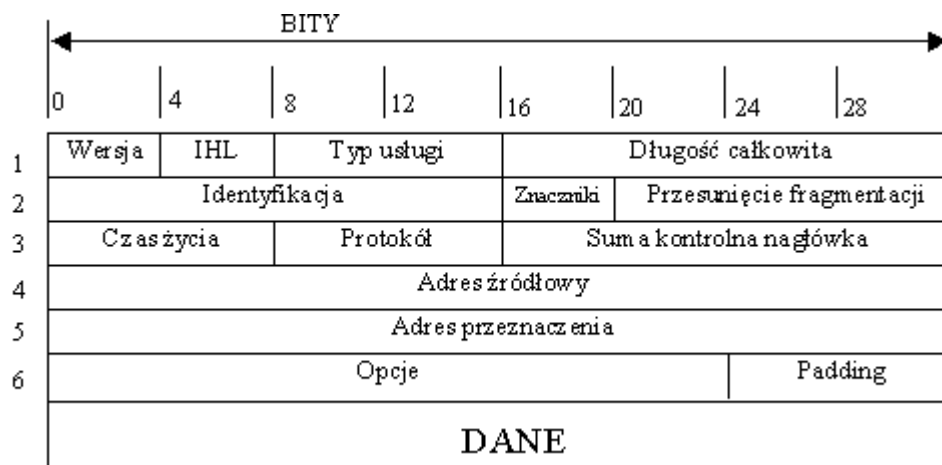 BITY
0 4 8 12 16 20 24 28
1 Wersja IHL Typ usługi Długość całkowita
2 Identyfikacja Znaczniki Przesunięcie fragmentacji
3 Czas życia Protokół Suma kontrolna nagłówka
4 Adres źródłowy
5 Adres przeznaczenia
6 Opcje Padding
DANE